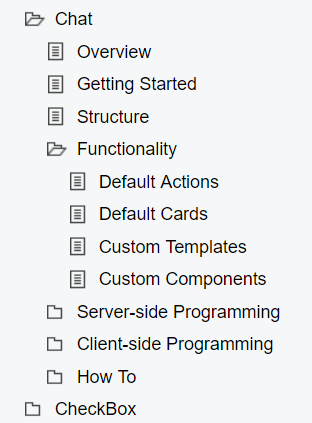 Chat
Overview
Getting Started
Structure
Functionality
Default Actions
Default Cards
Custom Templates
Custom Components
Server-side Programming
Client-side Programming
How To
CheckBox